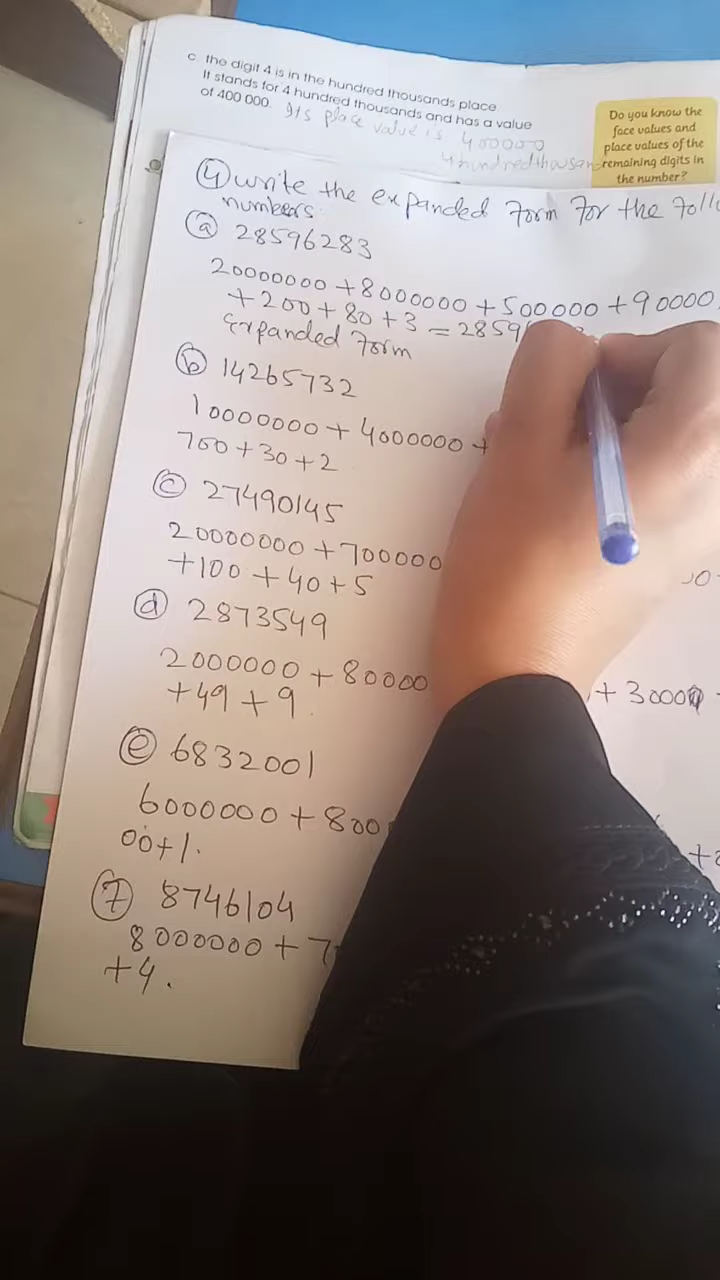 c. the digit 4 is in the hundred thousands place.
It stands for 4 hundred thousands and has a value
of 400 000. Its place value is 400000
4 hundred thousand
Do you know the
face values and
place values of the
remaining digits in
the number?
④ write the expanded form for the follo
numbers.
ⓐ 28596283
20000000 + 8000000 + 500000 + 90000
+ 200 + 80 + 3 = 2859
Expanded Form
ⓑ 14265732
10000000 + 4000000 +
700 + 30 + 2
ⓒ 27490145
20000000 + 700000
+ 100 + 40 + 5
ⓓ 2873549
2000000 + 80000 + 30000
+ 49 + 9.
ⓔ 6832001
6000000 + 800
00 + 1.
ⓕ 8746104
8000000 + 7
+ 4.